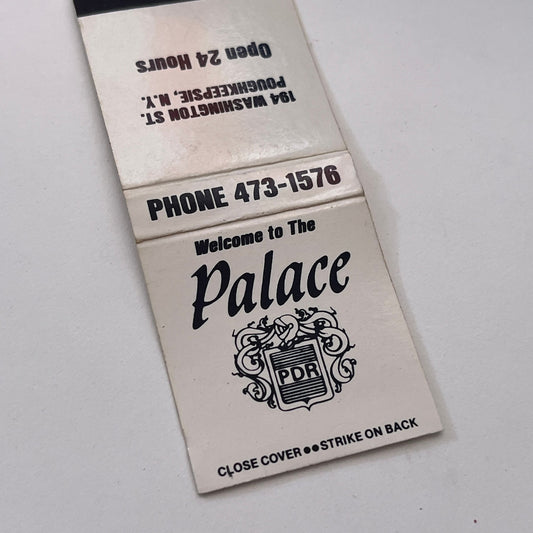 Open 24 Hours
194 WASHINGTON ST.
POUGHKEEPSIE, N.Y.
PHONE 473-1576
Welcome to The
Palace
PDR
CLOSE COVER ●● STRIKE ON BACK